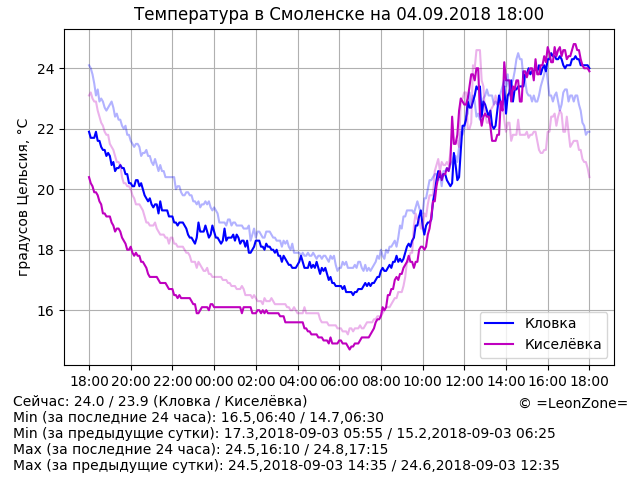 Температура в Смоленске на 04.09.2018 18:00
градусов Цельсия, °C
24
22
20
18
16
Кловка
Киселёвка
18:00 20:00 22:00 00:00 02:00 04:00 06:00 08:00 10:00 12:00 14:00 16:00 18:00
Сейчас: 24.0 / 23.9 (Кловка / Киселёвка)
© =LeonZone=
Min (за последние 24 часа): 16.5,06:40 / 14.7,06:30
Min (за предыдущие сутки): 17.3,2018-09-03 05:55 / 15.2,2018-09-03 06:25
Max (за последние 24 часа): 24.5,16:10 / 24.8,17:15
Max (за предыдущие сутки): 24.5,2018-09-03 14:35 / 24.6,2018-09-03 12:35